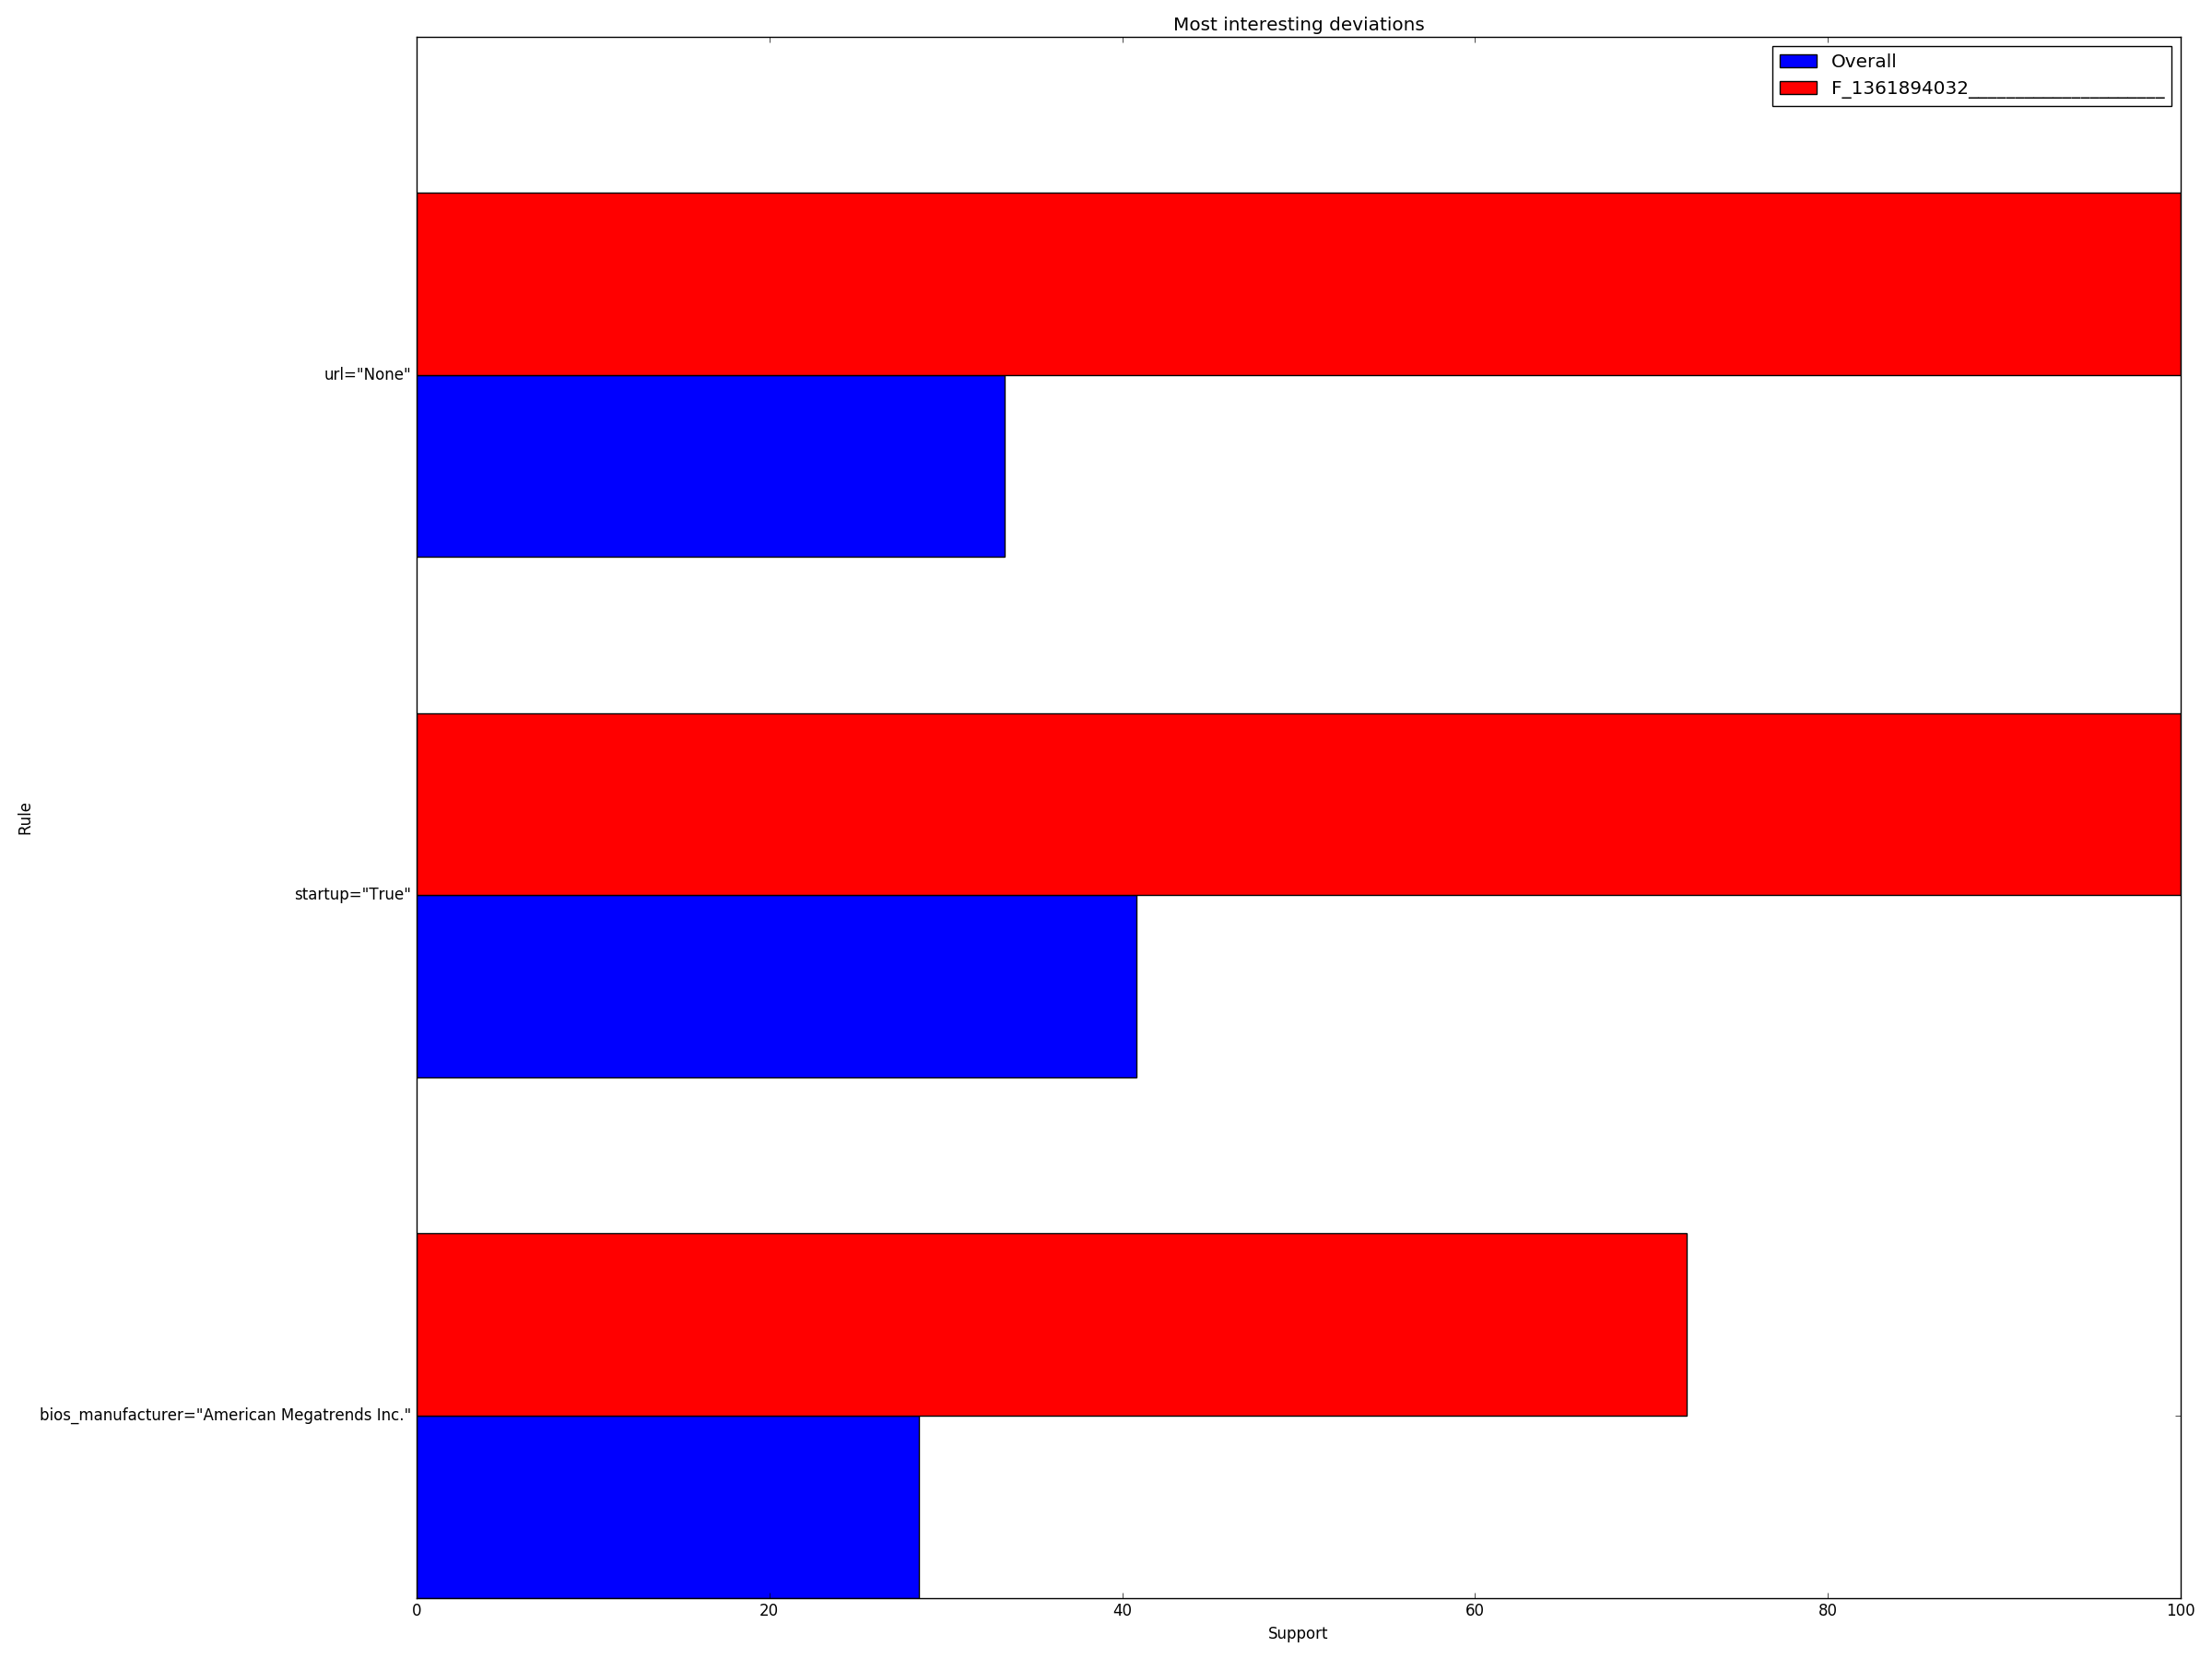 Most interesting deviations
Overall
F_1361894032_____________________
url="None"
startup="True"
bios_manufacturer="American Megatrends Inc."
Rule
0 20 40 60 80 100
Support